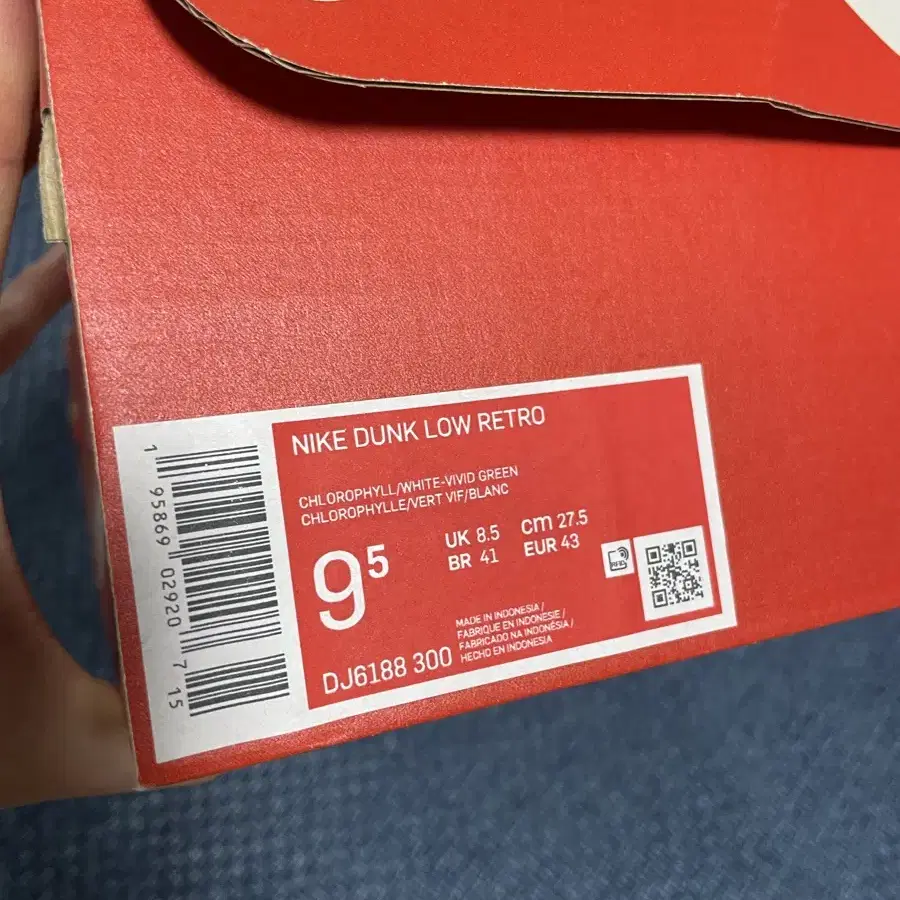 NIKE DUNK LOW RETRO
CHLOROPHYLL/WHITE-VIVID GREEN
CHLOROPHYLLE/VERT VIF/BLANC
9⁵
UK 8.5 cm 27.5
BR 41 EUR 43
RFID
MADE IN INDONESIA /
FABRIQUE EN INDONESIE /
FABRICADO NA INDONÉSIA /
HECHO EN INDONESIA
DJ6188 300
1 95869 02920 7 15